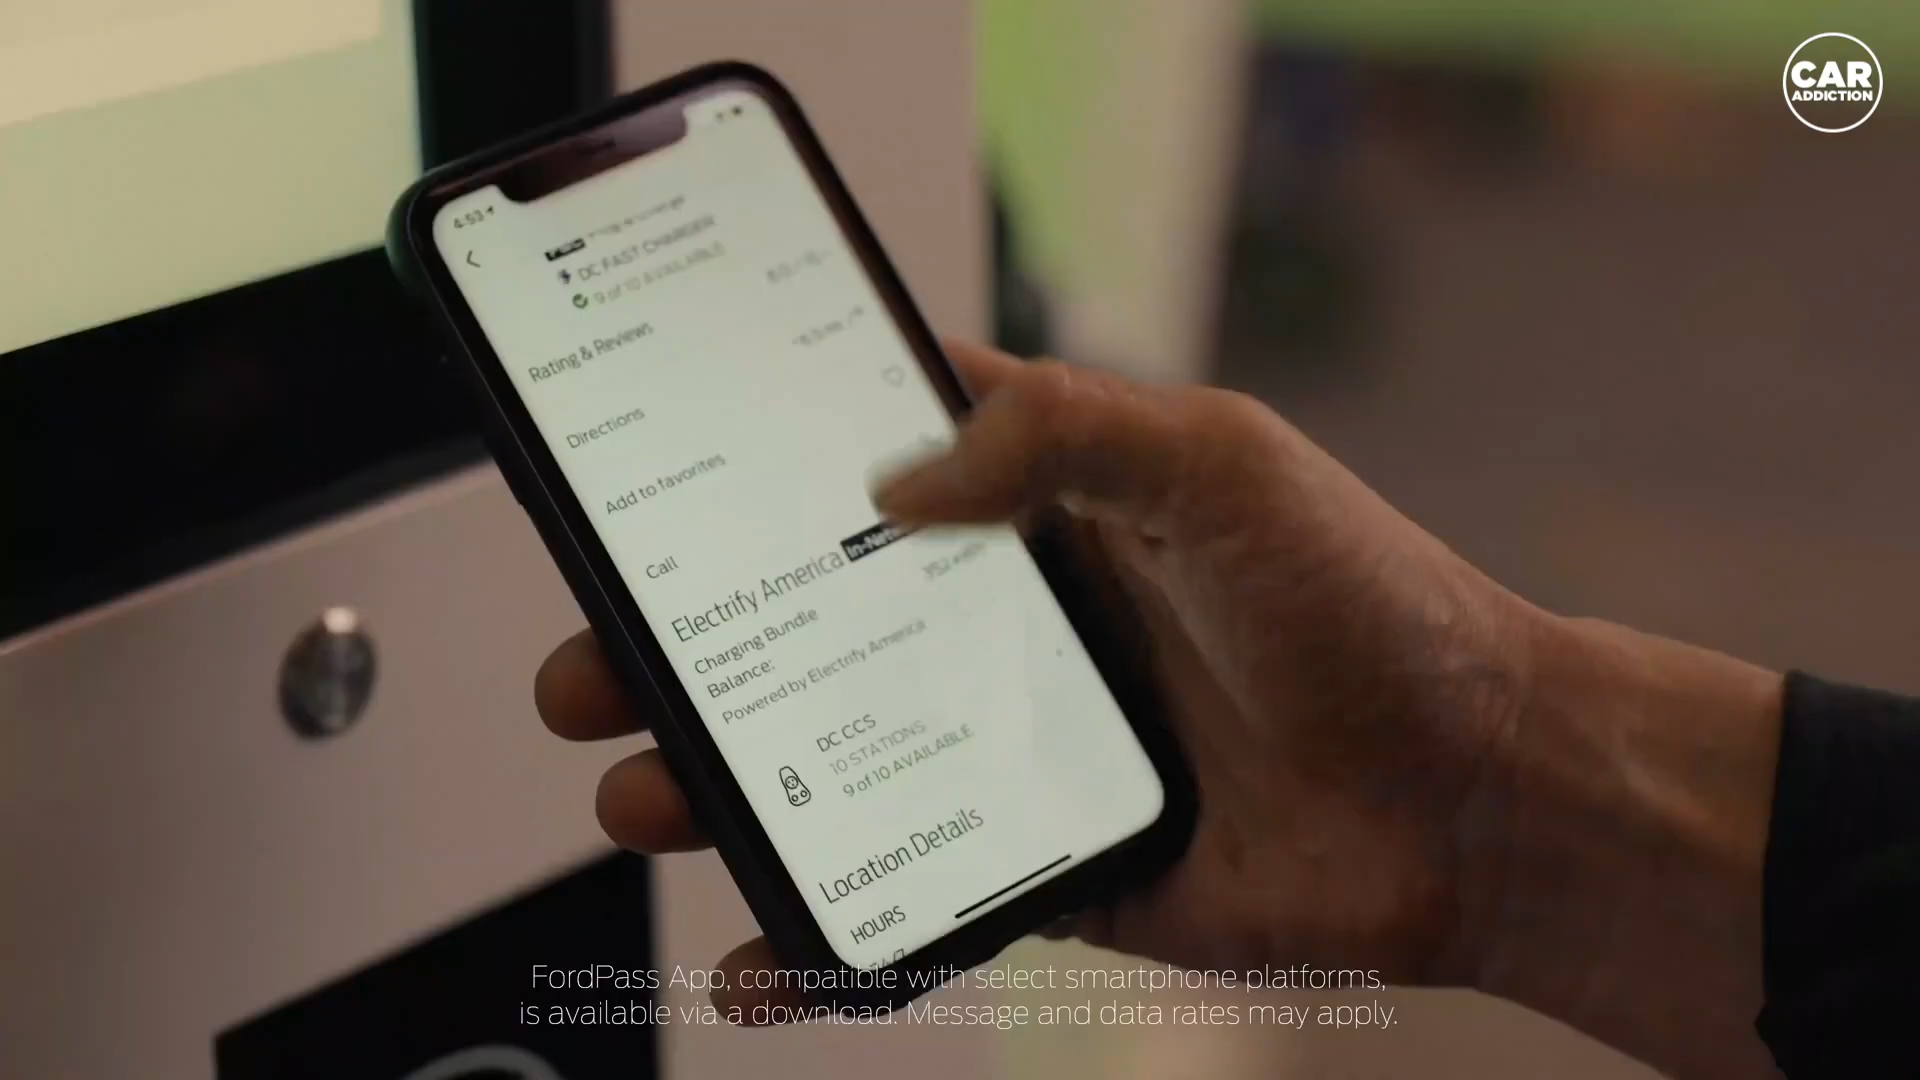 CAR
ADDICTION
4:53
DC FAST CHARGER
9 of 10 AVAILABLE
Rating & Reviews
Directions
Add to favorites
Call
Electrify America
Charging Bundle
Balance:
Powered by Electrify America
DC CCS
10 STATIONS
9 of 10 AVAILABLE
Location Details
HOURS
FordPass App, compatible with select smartphone platforms,
is available via a download. Message and data rates may apply.